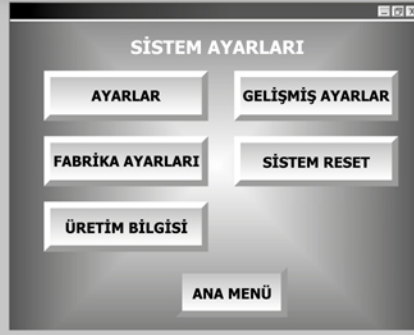 SİSTEM AYARLARI
AYARLAR
GELİŞMİŞ AYARLAR
FABRİKA AYARLARI
SİSTEM RESET
ÜRETİM BİLGİSİ
ANA MENÜ